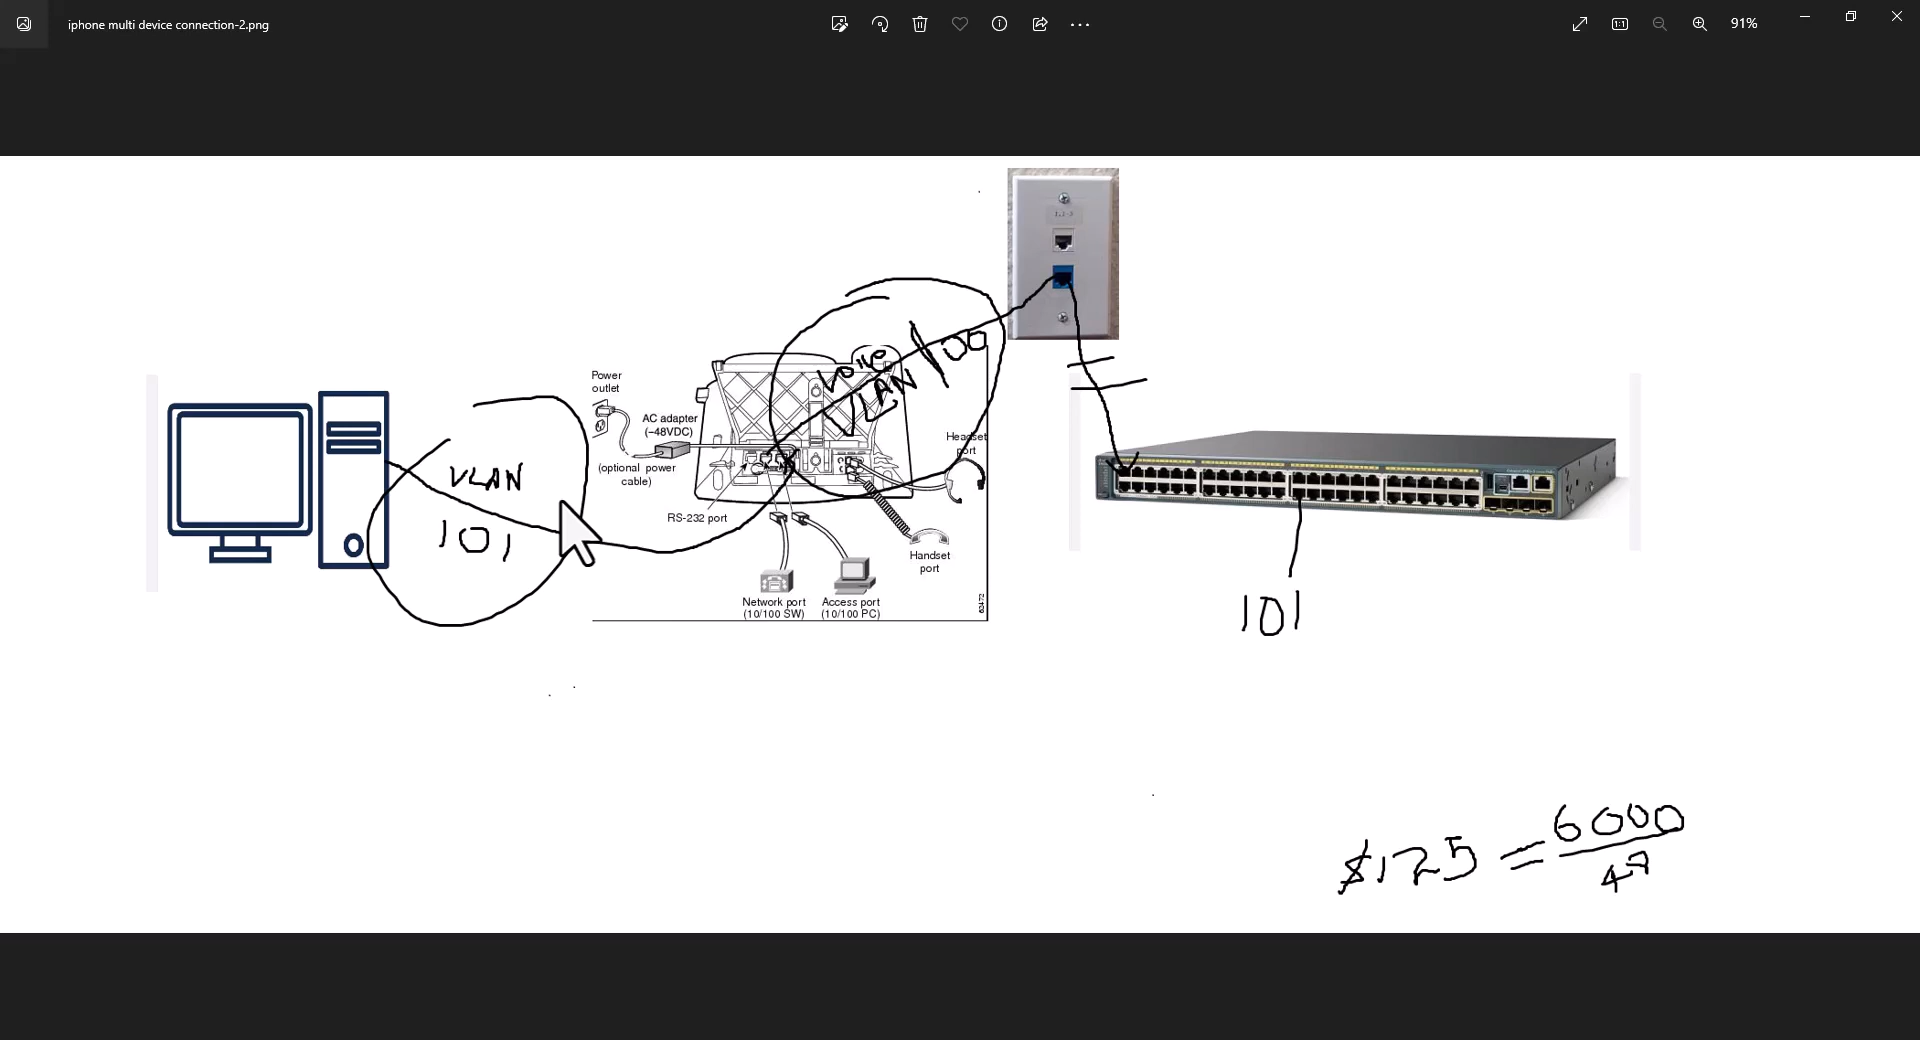 iphone multi device connection-2.png
91%
Power
outlet
AC adapter
(–48VDC)
(optional power
cable)
RS-232 port
Voice
VLAN 100
Headset
port
Handset
port
Network port
(10/100 SW)
Access port
(10/100 PC)
63472
VLAN
101
101
$125 = 6000
47